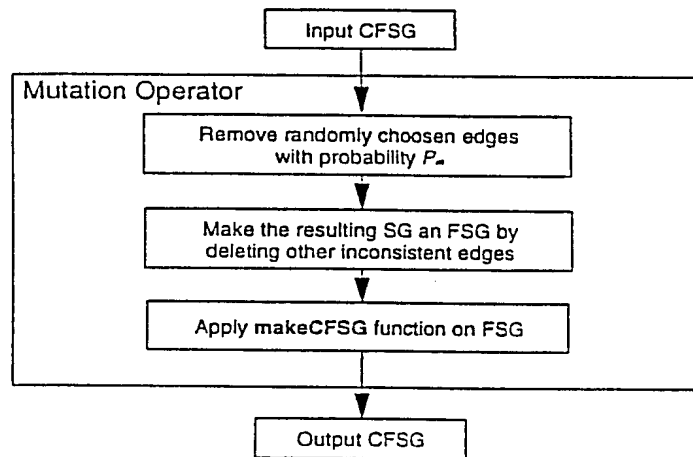 Input CFSG
Mutation Operator
Remove randomly choosen edges
with probability P
Make the resulting SG an FSG by
deleting other inconsistent edges
Apply makeCFSG function on FSG
Output CFSG